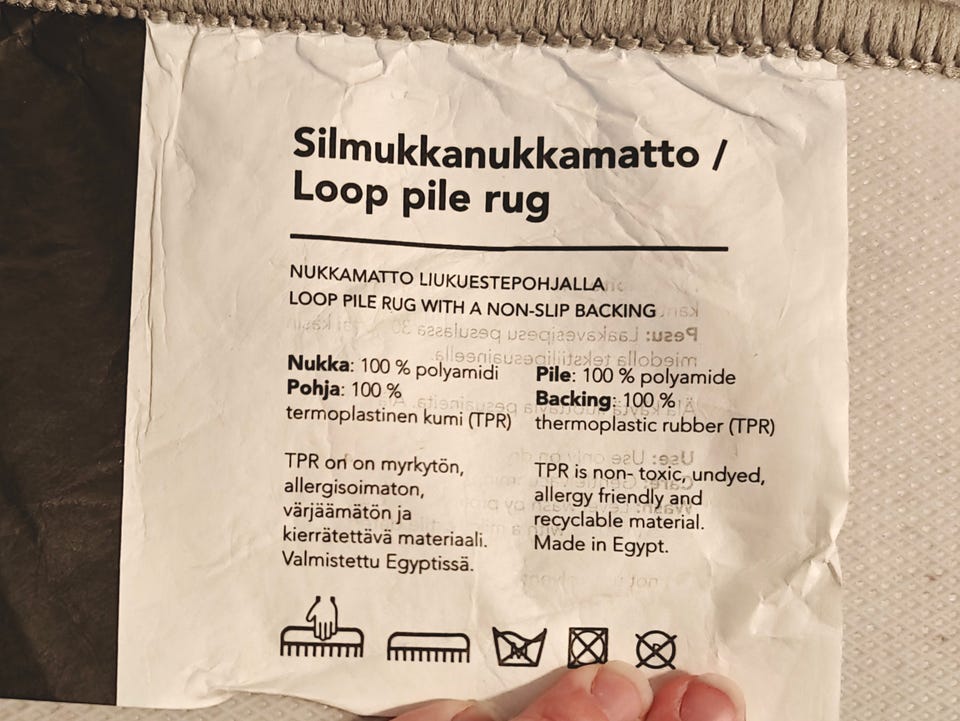 Silmukkanukkamatto /
Loop pile rug
NUKKAMATTO LIUKUESTEPOHJALLA
LOOP PILE RUG WITH A NON-SLIP BACKING
Nukka: 100 % polyamidi
Pohja: 100 %
termoplastinen kumi (TPR)
TPR on on myrkytön,
allergisoimaton,
värjäämätön ja
kierrätettävä materiaali.
Valmistettu Egyptissä.
Pile: 100 % polyamide
Backing: 100 %
thermoplastic rubber (TPR)
TPR is non- toxic, undyed,
allergy friendly and
recyclable material.
Made in Egypt.